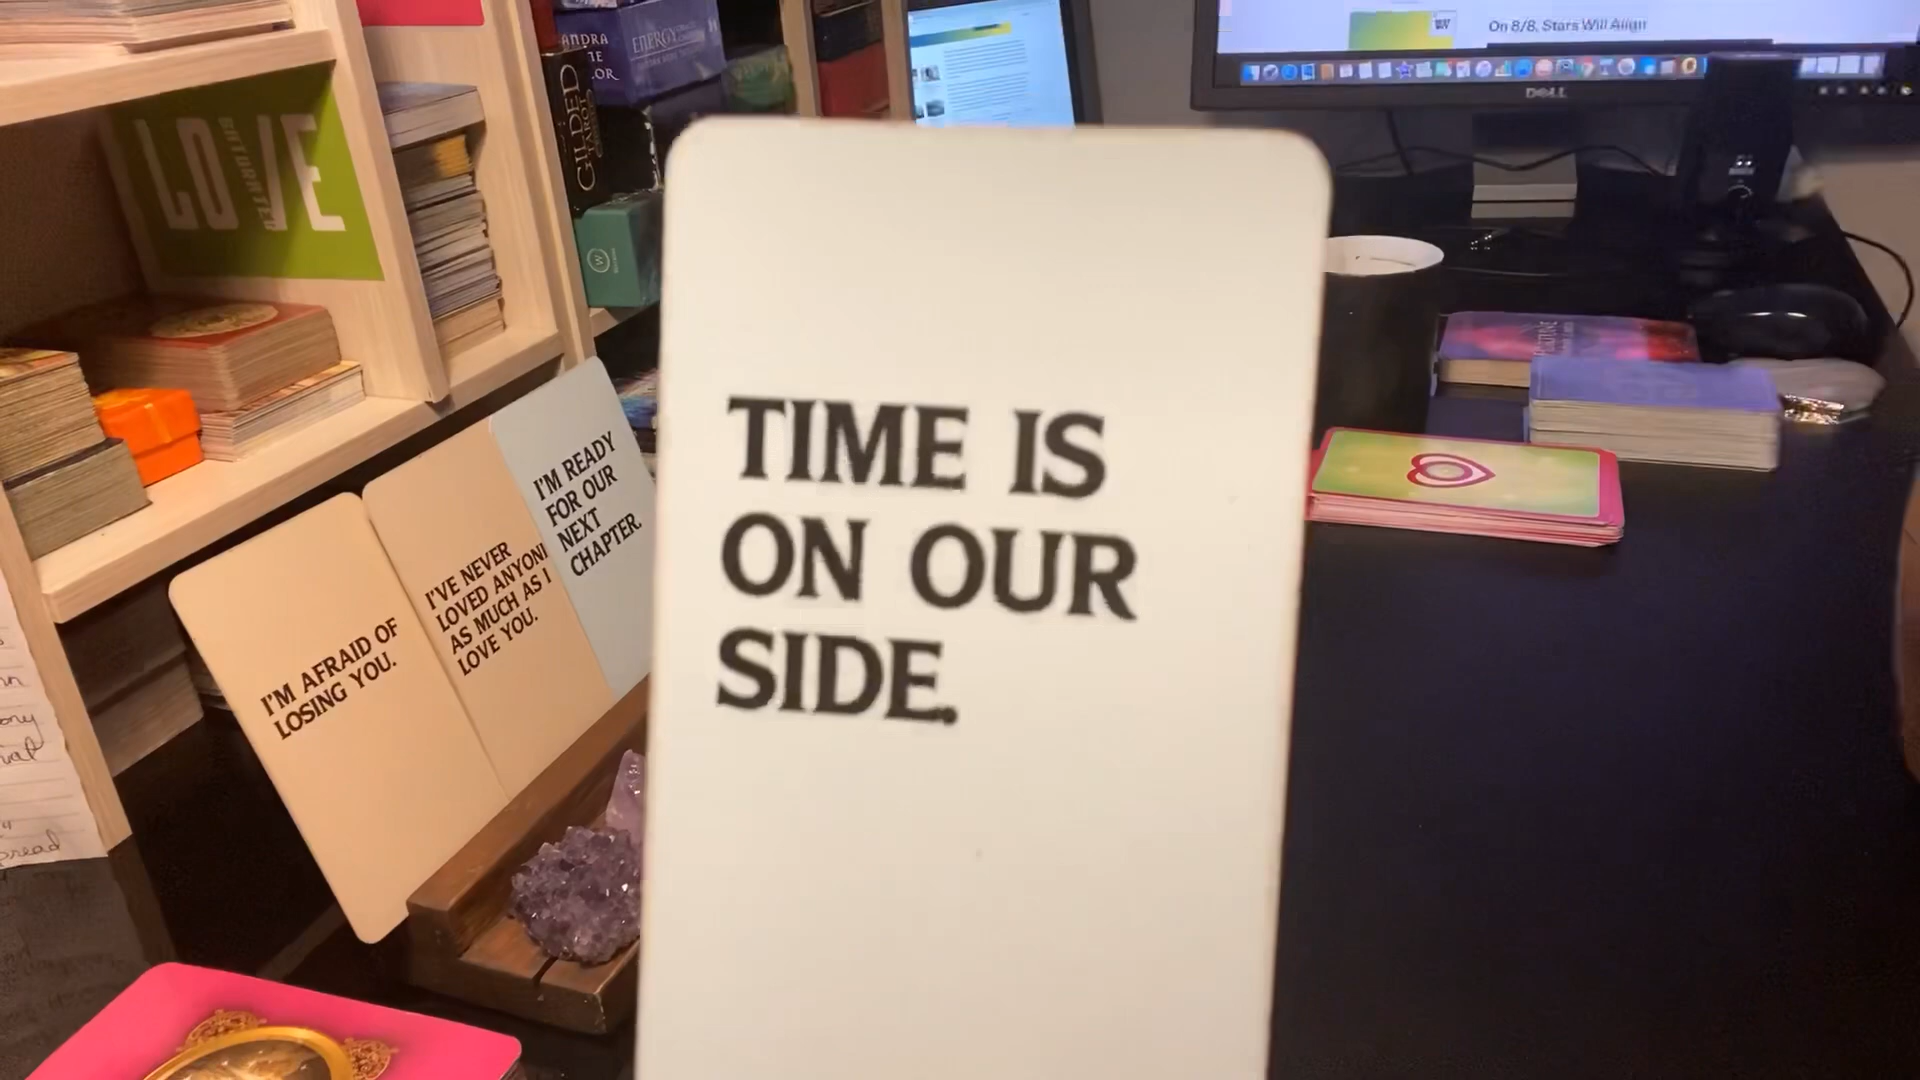 On 8/8, Stars Will Align
DELL
ENERGY
GILDED
TAROT
LOVE
TIME IS
ON OUR
SIDE.
I'M READY
FOR OUR
NEXT
CHAPTER.
I'VE NEVER
LOVED ANYONE
AS MUCH AS I
LOVE YOU.
I'M AFRAID OF
LOSING YOU.